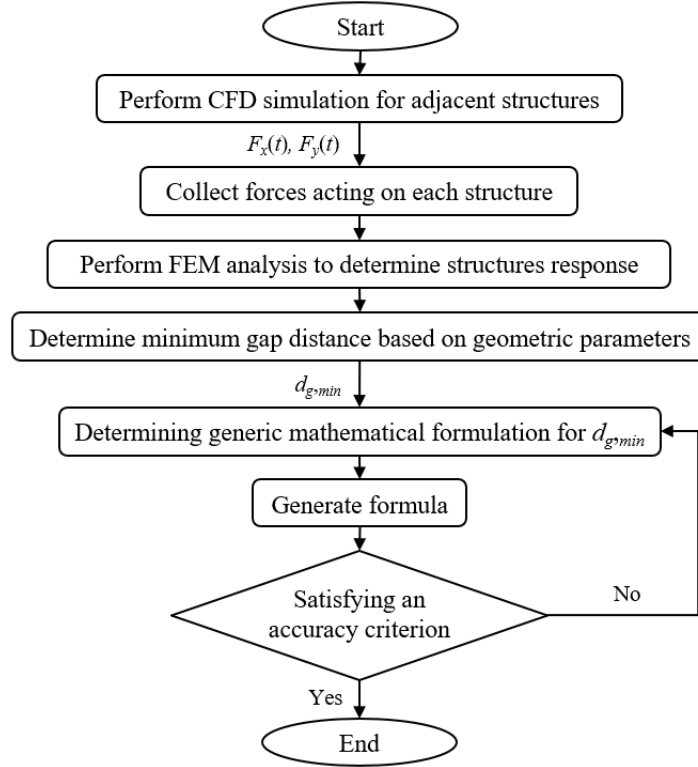 Start
Perform CFD simulation for adjacent structures
Fx(t), Fy(t)
Collect forces acting on each structure
Perform FEM analysis to determine structures response
Determine minimum gap distance based on geometric parameters
dg,min
Determining generic mathematical formulation for dg,min
Generate formula
Satisfying an
accuracy criterion
No
Yes
End